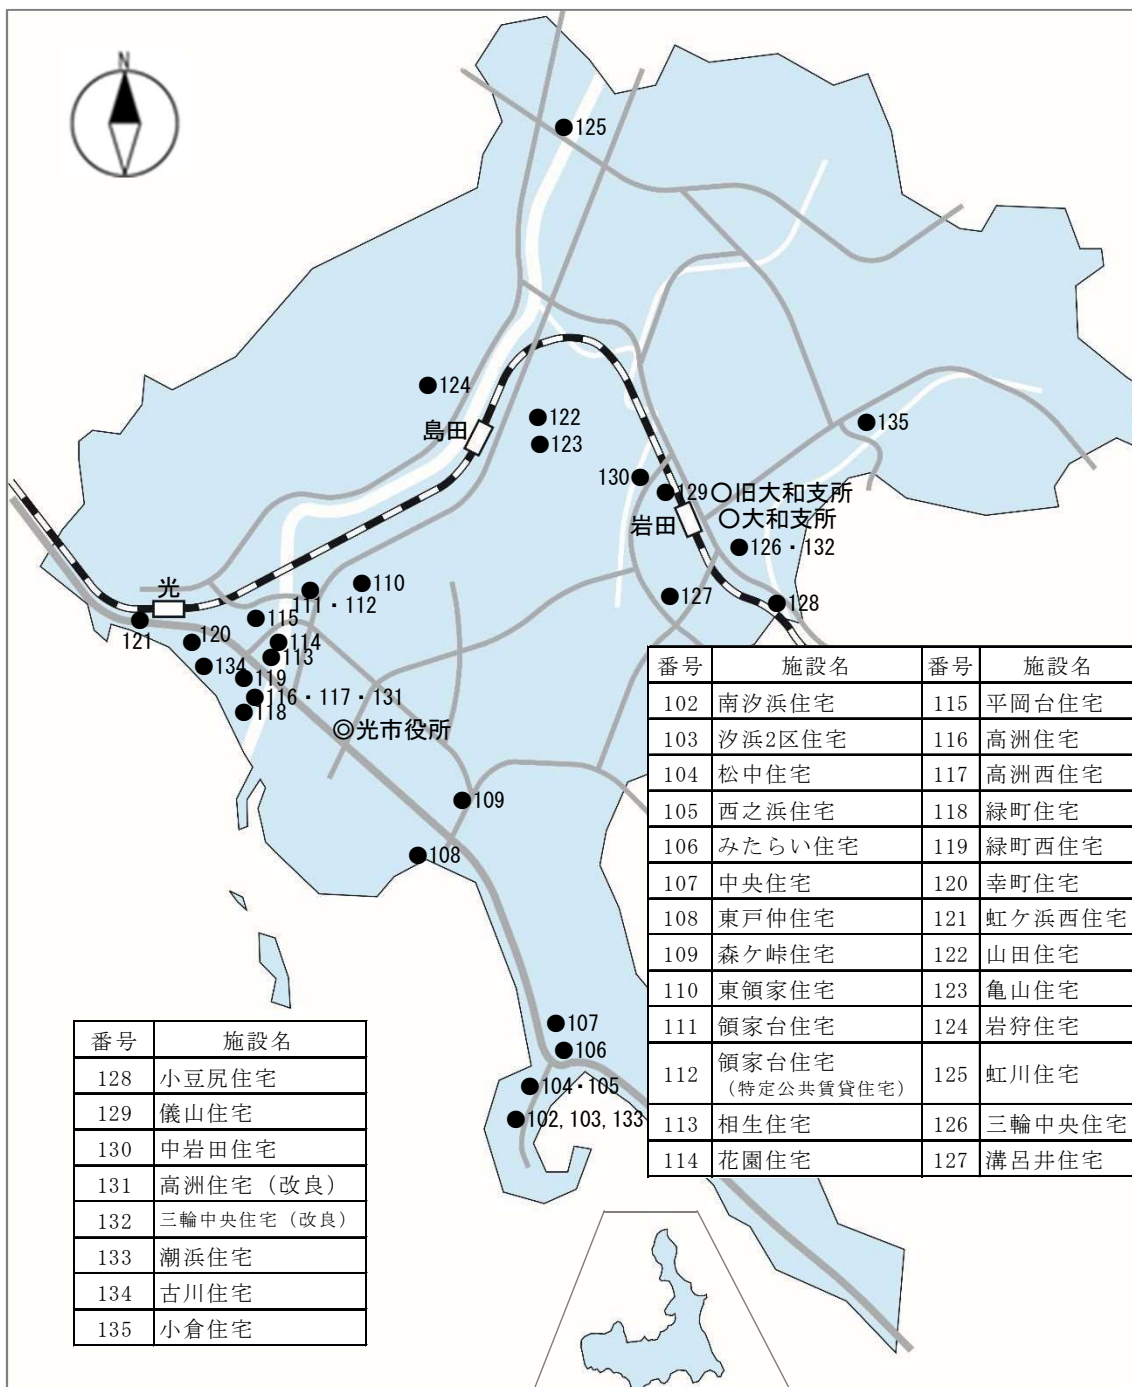 N
125
124
島田
122
123
135
130
129 ○旧大和支所
○大和支所
岩田
126・132
光
110
111・112
127
128
115
121
120
114
113
134
119
116・117・131
118
◎光市役所
109
108
107
106
104・105
102, 103, 133
番号 施設名 番号 施設名
102 南汐浜住宅 115 平岡台住宅
103 汐浜2区住宅 116 高洲住宅
104 松中住宅 117 高洲西住宅
105 西之浜住宅 118 緑町住宅
106 みたらい住宅 119 緑町西住宅
107 中央住宅 120 幸町住宅
108 東戸仲住宅 121 虹ケ浜西住宅
109 森ケ峠住宅 122 山田住宅
110 東領家住宅 123 亀山住宅
111 領家台住宅 124 岩狩住宅
112 領家台住宅 125 虹川住宅
（特定公共賃貸住宅）
113 相生住宅 126 三輪中央住宅
114 花園住宅 127 溝呂井住宅
番号 施設名
128 小豆尻住宅
129 儀山住宅
130 中岩田住宅
131 高洲住宅（改良）
132 三輪中央住宅（改良）
133 潮浜住宅
134 古川住宅
135 小倉住宅